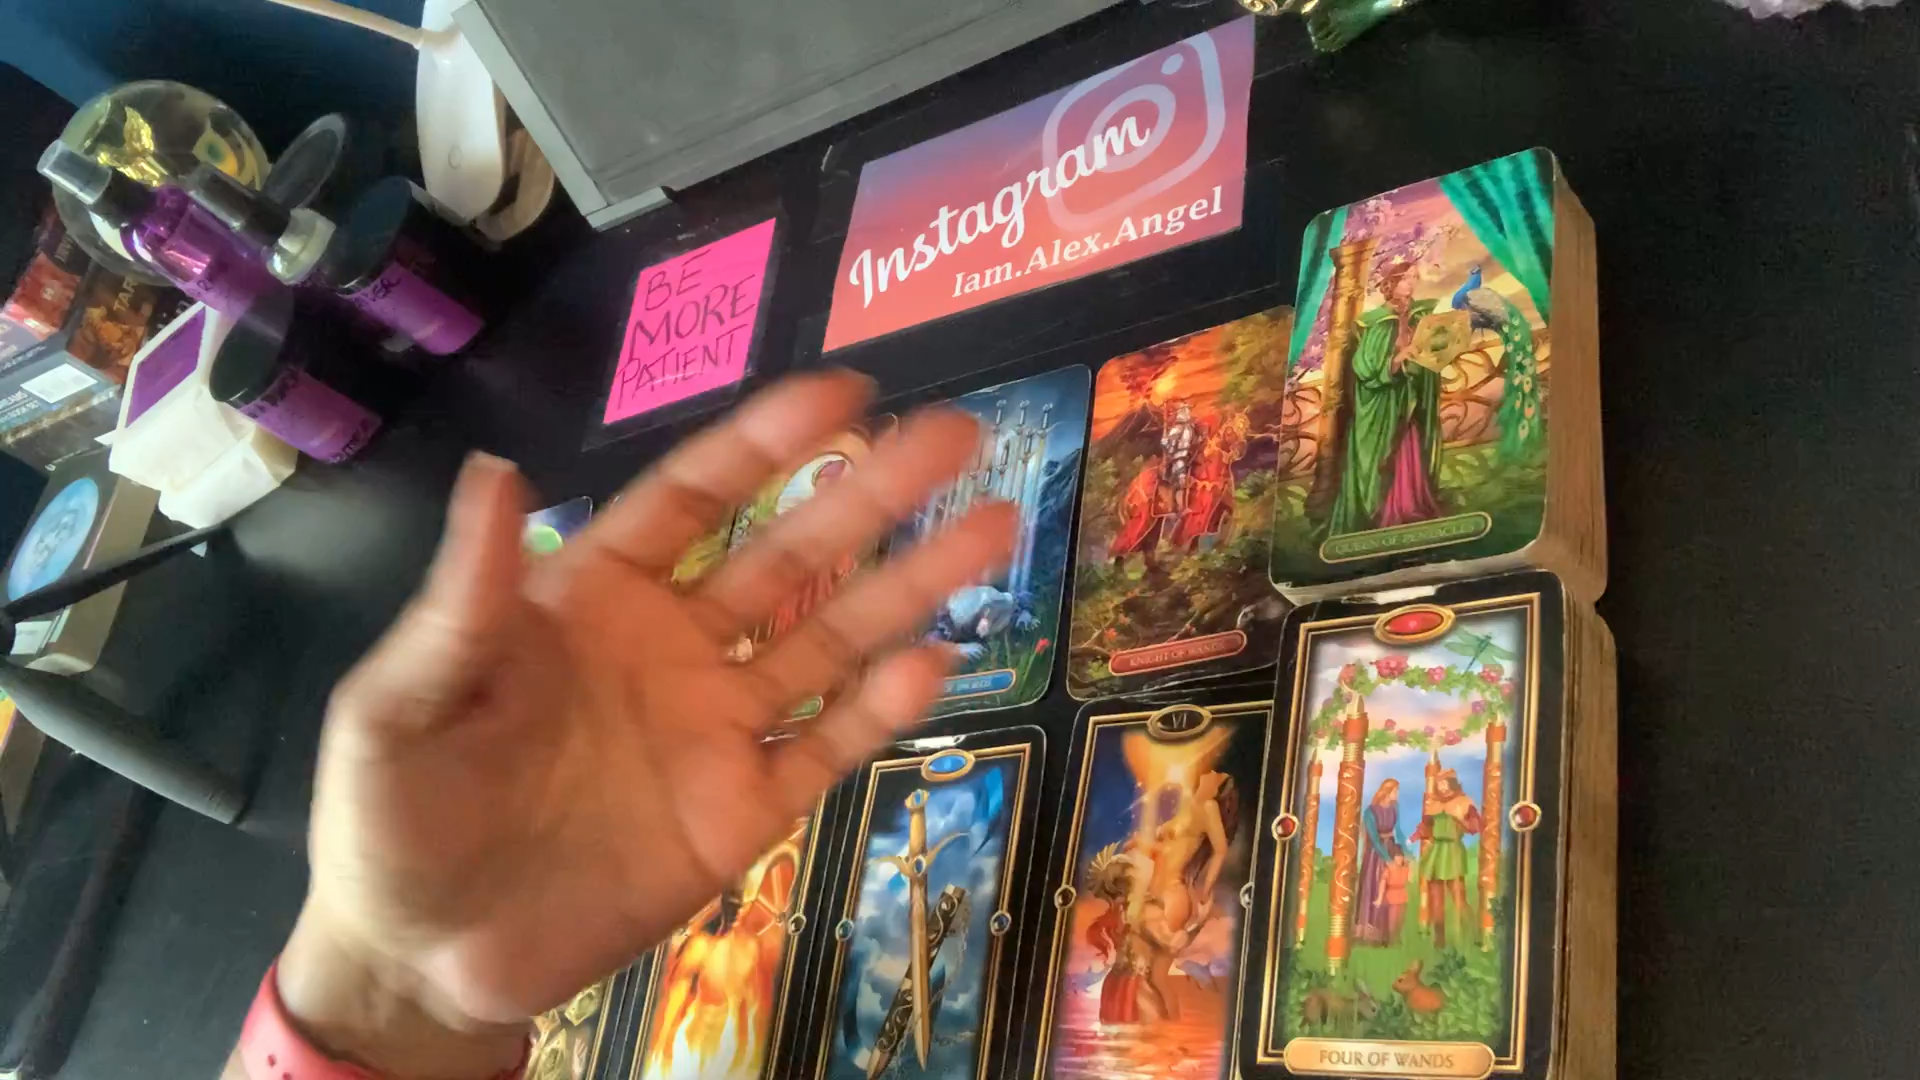 Instagram
Iam.Alex.Angel
BE
MORE
PATIENT
QUEEN OF PENTACLES
KNIGHT OF WANDS
VI
FOUR OF WANDS